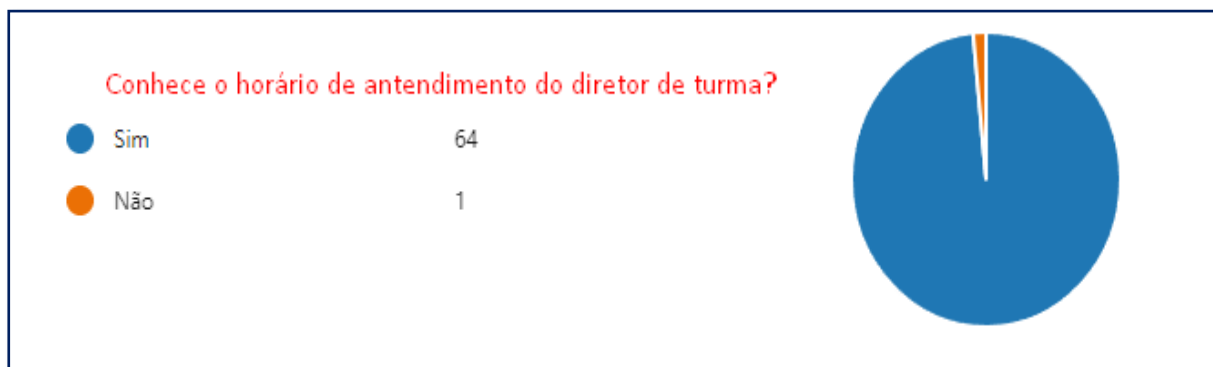 Conhece o horário de antendimento do diretor de turma?
Sim 64
Não 1